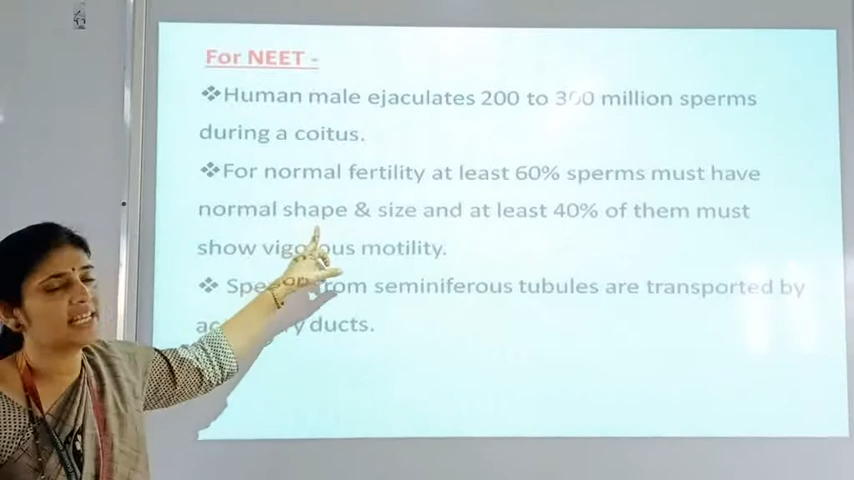 For NEET -
❖Human male ejaculates 200 to 300 million sperms
during a coitus.
❖For normal fertility at least 60% sperms must have
normal shape & size and at least 40% of them must
show vigorous motility.
❖ from seminiferous tubules are transported by
ducts.